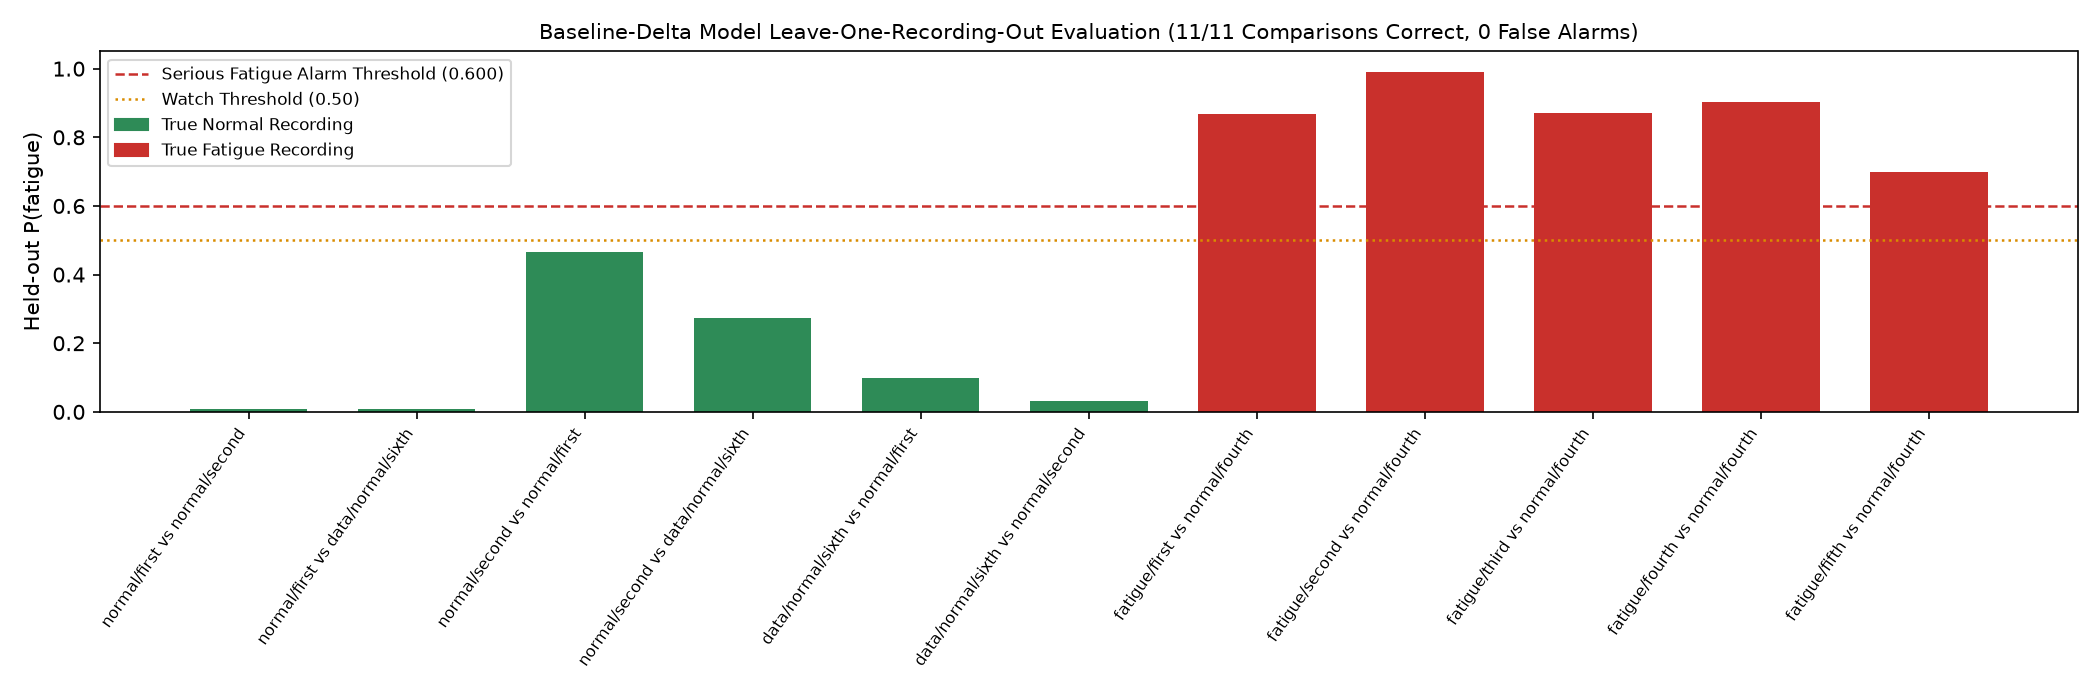 Baseline-Delta Model Leave-One-Recording-Out Evaluation (11/11 Comparisons Correct, 0 False Alarms)
Serious Fatigue Alarm Threshold (0.600)
Watch Threshold (0.50)
True Normal Recording
True Fatigue Recording
Held-out P(fatigue)
1.0
0.8
0.6
0.4
0.2
0.0
normal/first vs normal/second
normal/first vs data/normal/sixth
normal/second vs normal/first
normal/second vs data/normal/sixth
data/normal/sixth vs normal/first
data/normal/sixth vs normal/second
fatigue/first vs normal/fourth
fatigue/second vs normal/fourth
fatigue/third vs normal/fourth
fatigue/fourth vs normal/fourth
fatigue/fifth vs normal/fourth